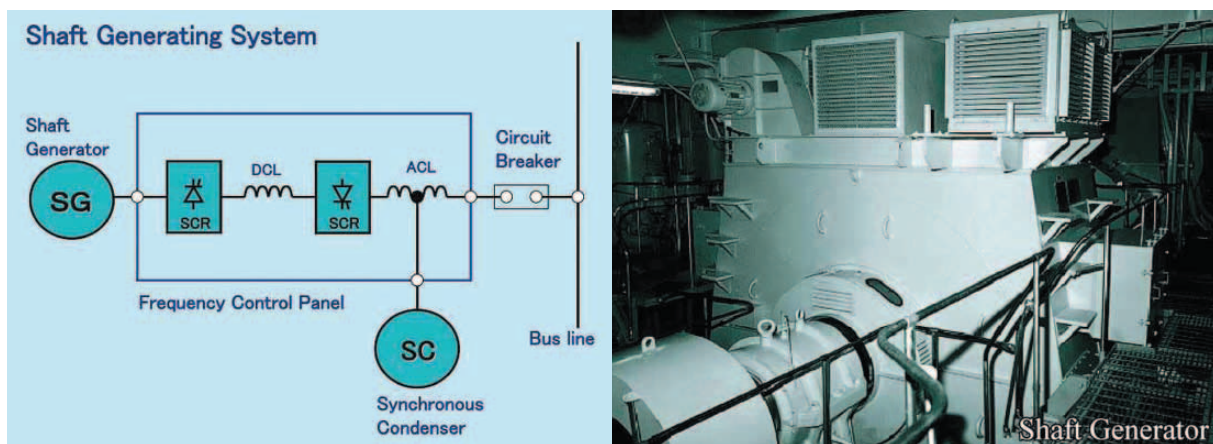 Shaft Generating System
Shaft
Generator
SG
SCR
DCL
SCR
ACL
Circuit
Breaker
Frequency Control Panel
SC
Synchronous
Condenser
Bus line
Shaft Generator